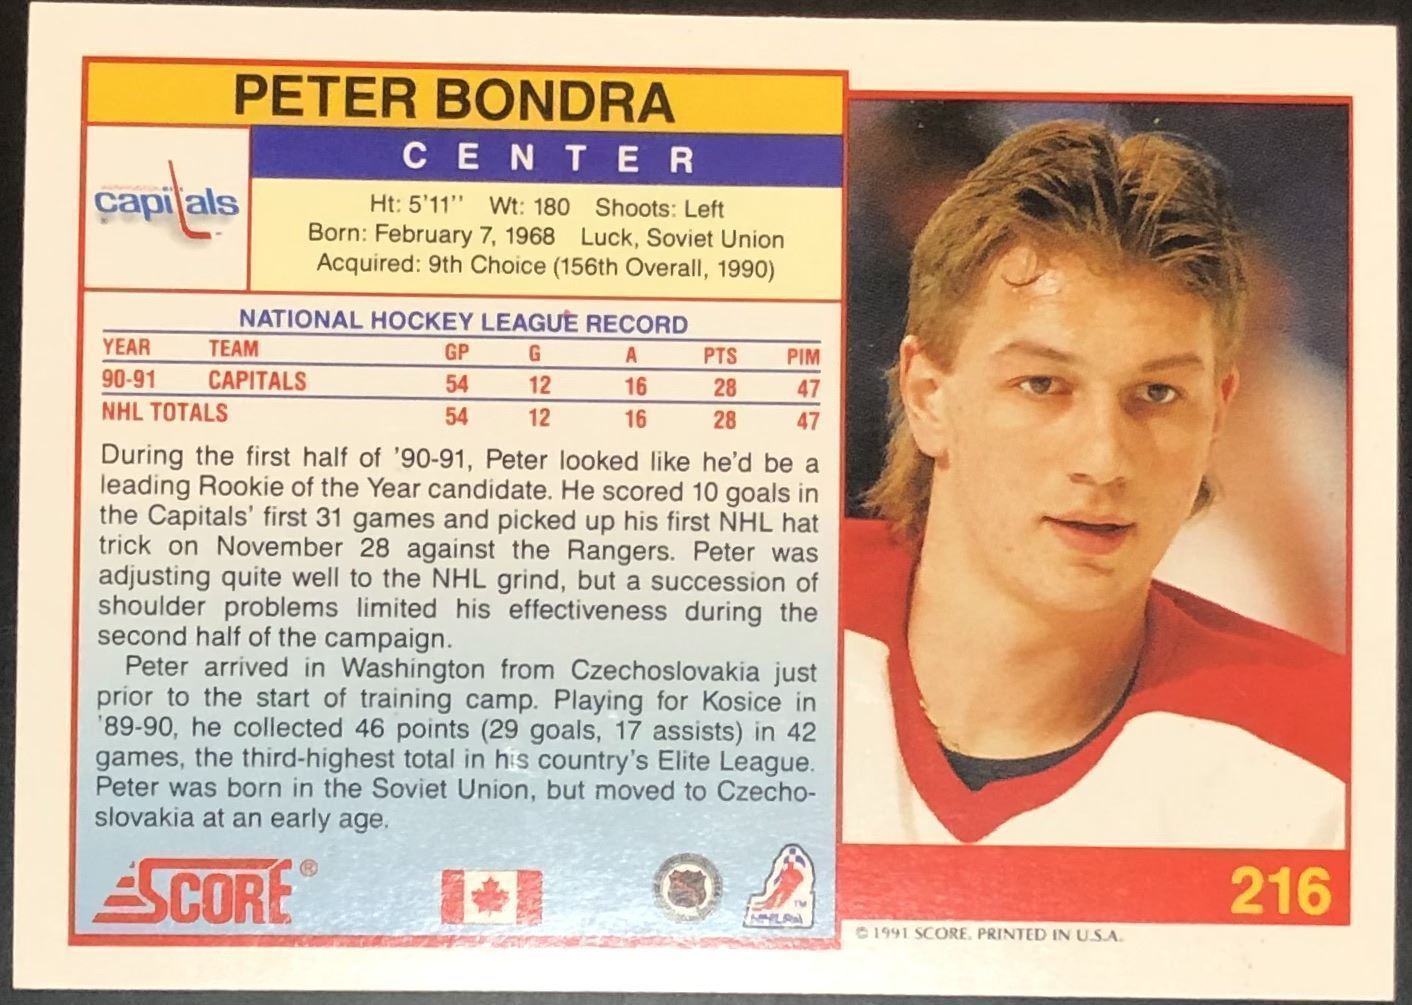 PETER BONDRA
CENTER
capitals
Ht: 5'11'' Wt: 180 Shoots: Left
Born: February 7, 1968 Luck, Soviet Union
Acquired: 9th Choice (156th Overall, 1990)
NATIONAL HOCKEY LEAGUE RECORD
YEAR TEAM GP G A PTS PIM
90-91 CAPITALS 54 12 16 28 47
NHL TOTALS 54 12 16 28 47
During the first half of '90-91, Peter looked like he'd be a
leading Rookie of the Year candidate. He scored 10 goals in
the Capitals' first 31 games and picked up his first NHL hat
trick on November 28 against the Rangers. Peter was
adjusting quite well to the NHL grind, but a succession of
shoulder problems limited his effectiveness during the
second half of the campaign.
Peter arrived in Washington from Czechoslovakia just
prior to the start of training camp. Playing for Kosice in
'89-90, he collected 46 points (29 goals, 17 assists) in 42
games, the third-highest total in his country's Elite League.
Peter was born in the Soviet Union, but moved to Czecho-
slovakia at an early age.
SCORE®
NHLPA TM
216
© 1991 SCORE, PRINTED IN U.S.A.